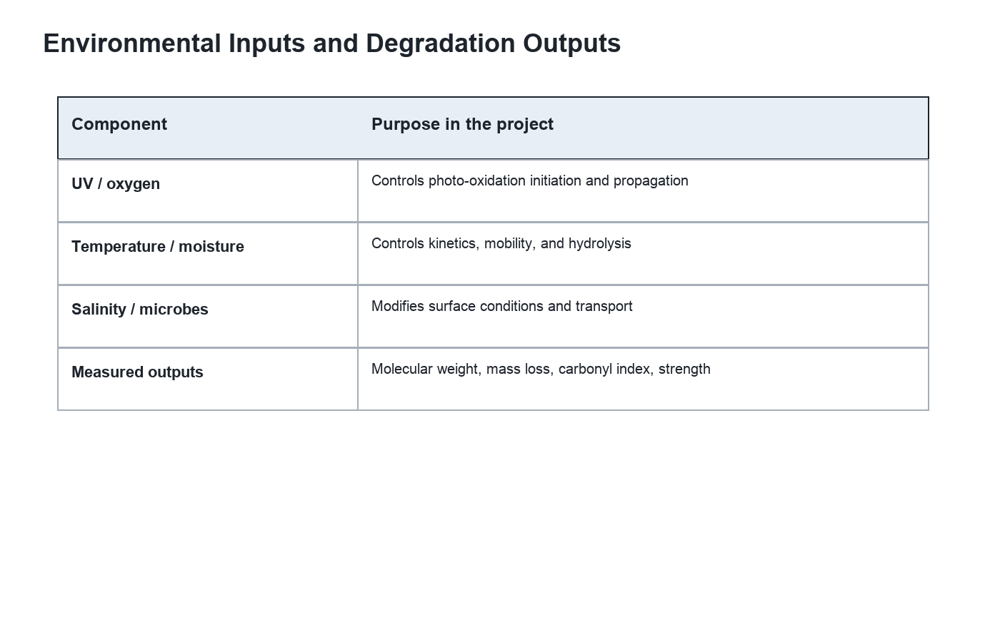 Environmental Inputs and Degradation Outputs
Component Purpose in the project
UV / oxygen Controls photo-oxidation initiation and propagation
Temperature / moisture Controls kinetics, mobility, and hydrolysis
Salinity / microbes Modifies surface conditions and transport
Measured outputs Molecular weight, mass loss, carbonyl index, strength